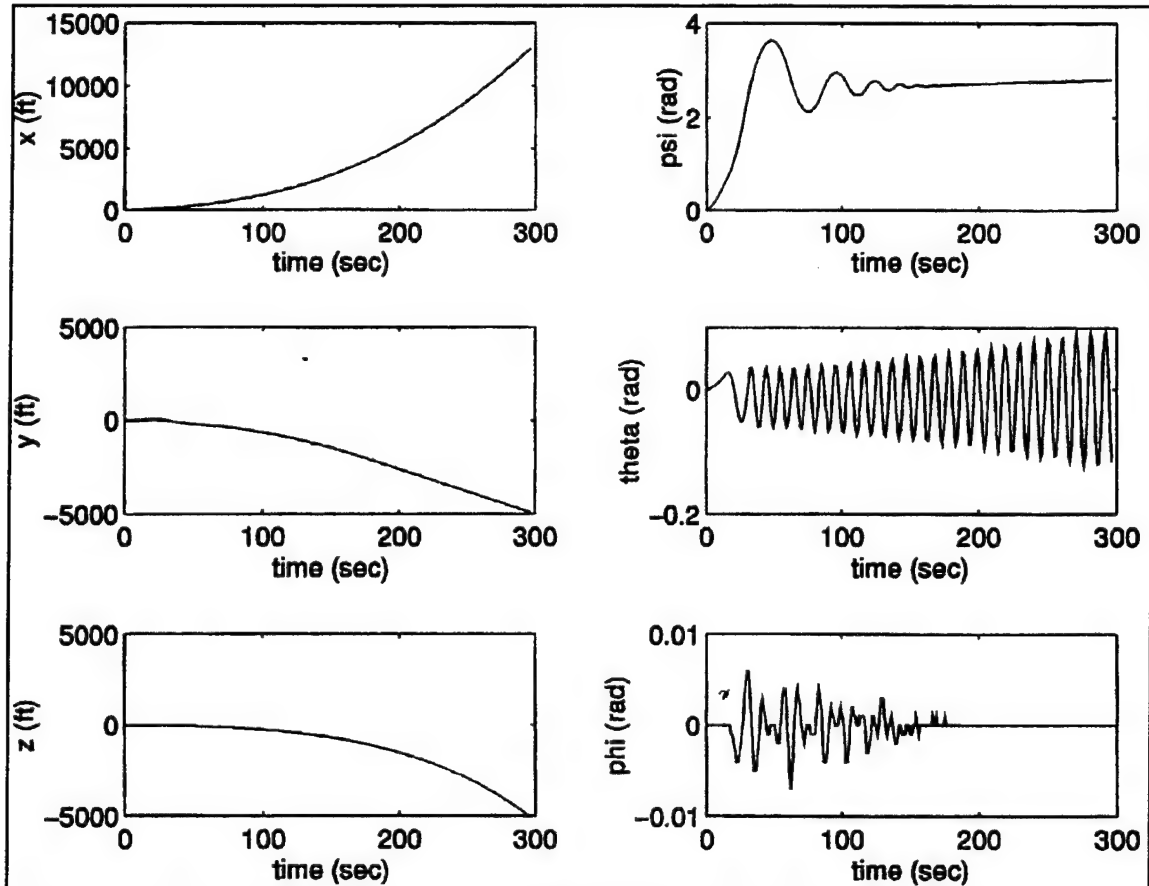 15000
10000
5000
0
x (ft)
0 100 200 300
time (sec)
4
2
0
psi (rad)
0 100 200 300
time (sec)
5000
0
-5000
y (ft)
0 100 200 300
time (sec)
0
-0.2
theta (rad)
0 100 200 300
time (sec)
5000
0
-5000
z (ft)
0 100 200 300
time (sec)
0.01
0
-0.01
phi (rad)
0 100 200 300
time (sec)